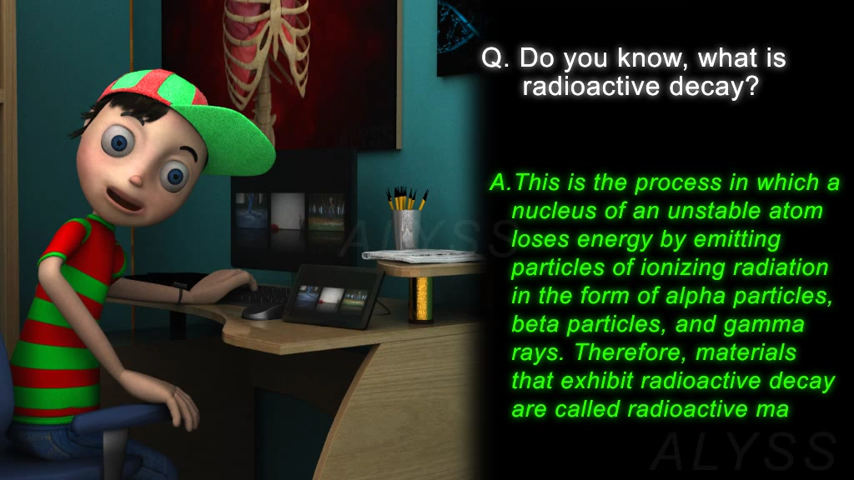 Q. Do you know, what is
radioactive decay?
A.This is the process in which a
nucleus of an unstable atom
loses energy by emitting
particles of ionizing radiation
in the form of alpha particles,
beta particles, and gamma
rays. Therefore, materials
that exhibit radioactive decay
are called radioactive ma
ALYSS
ALYSS